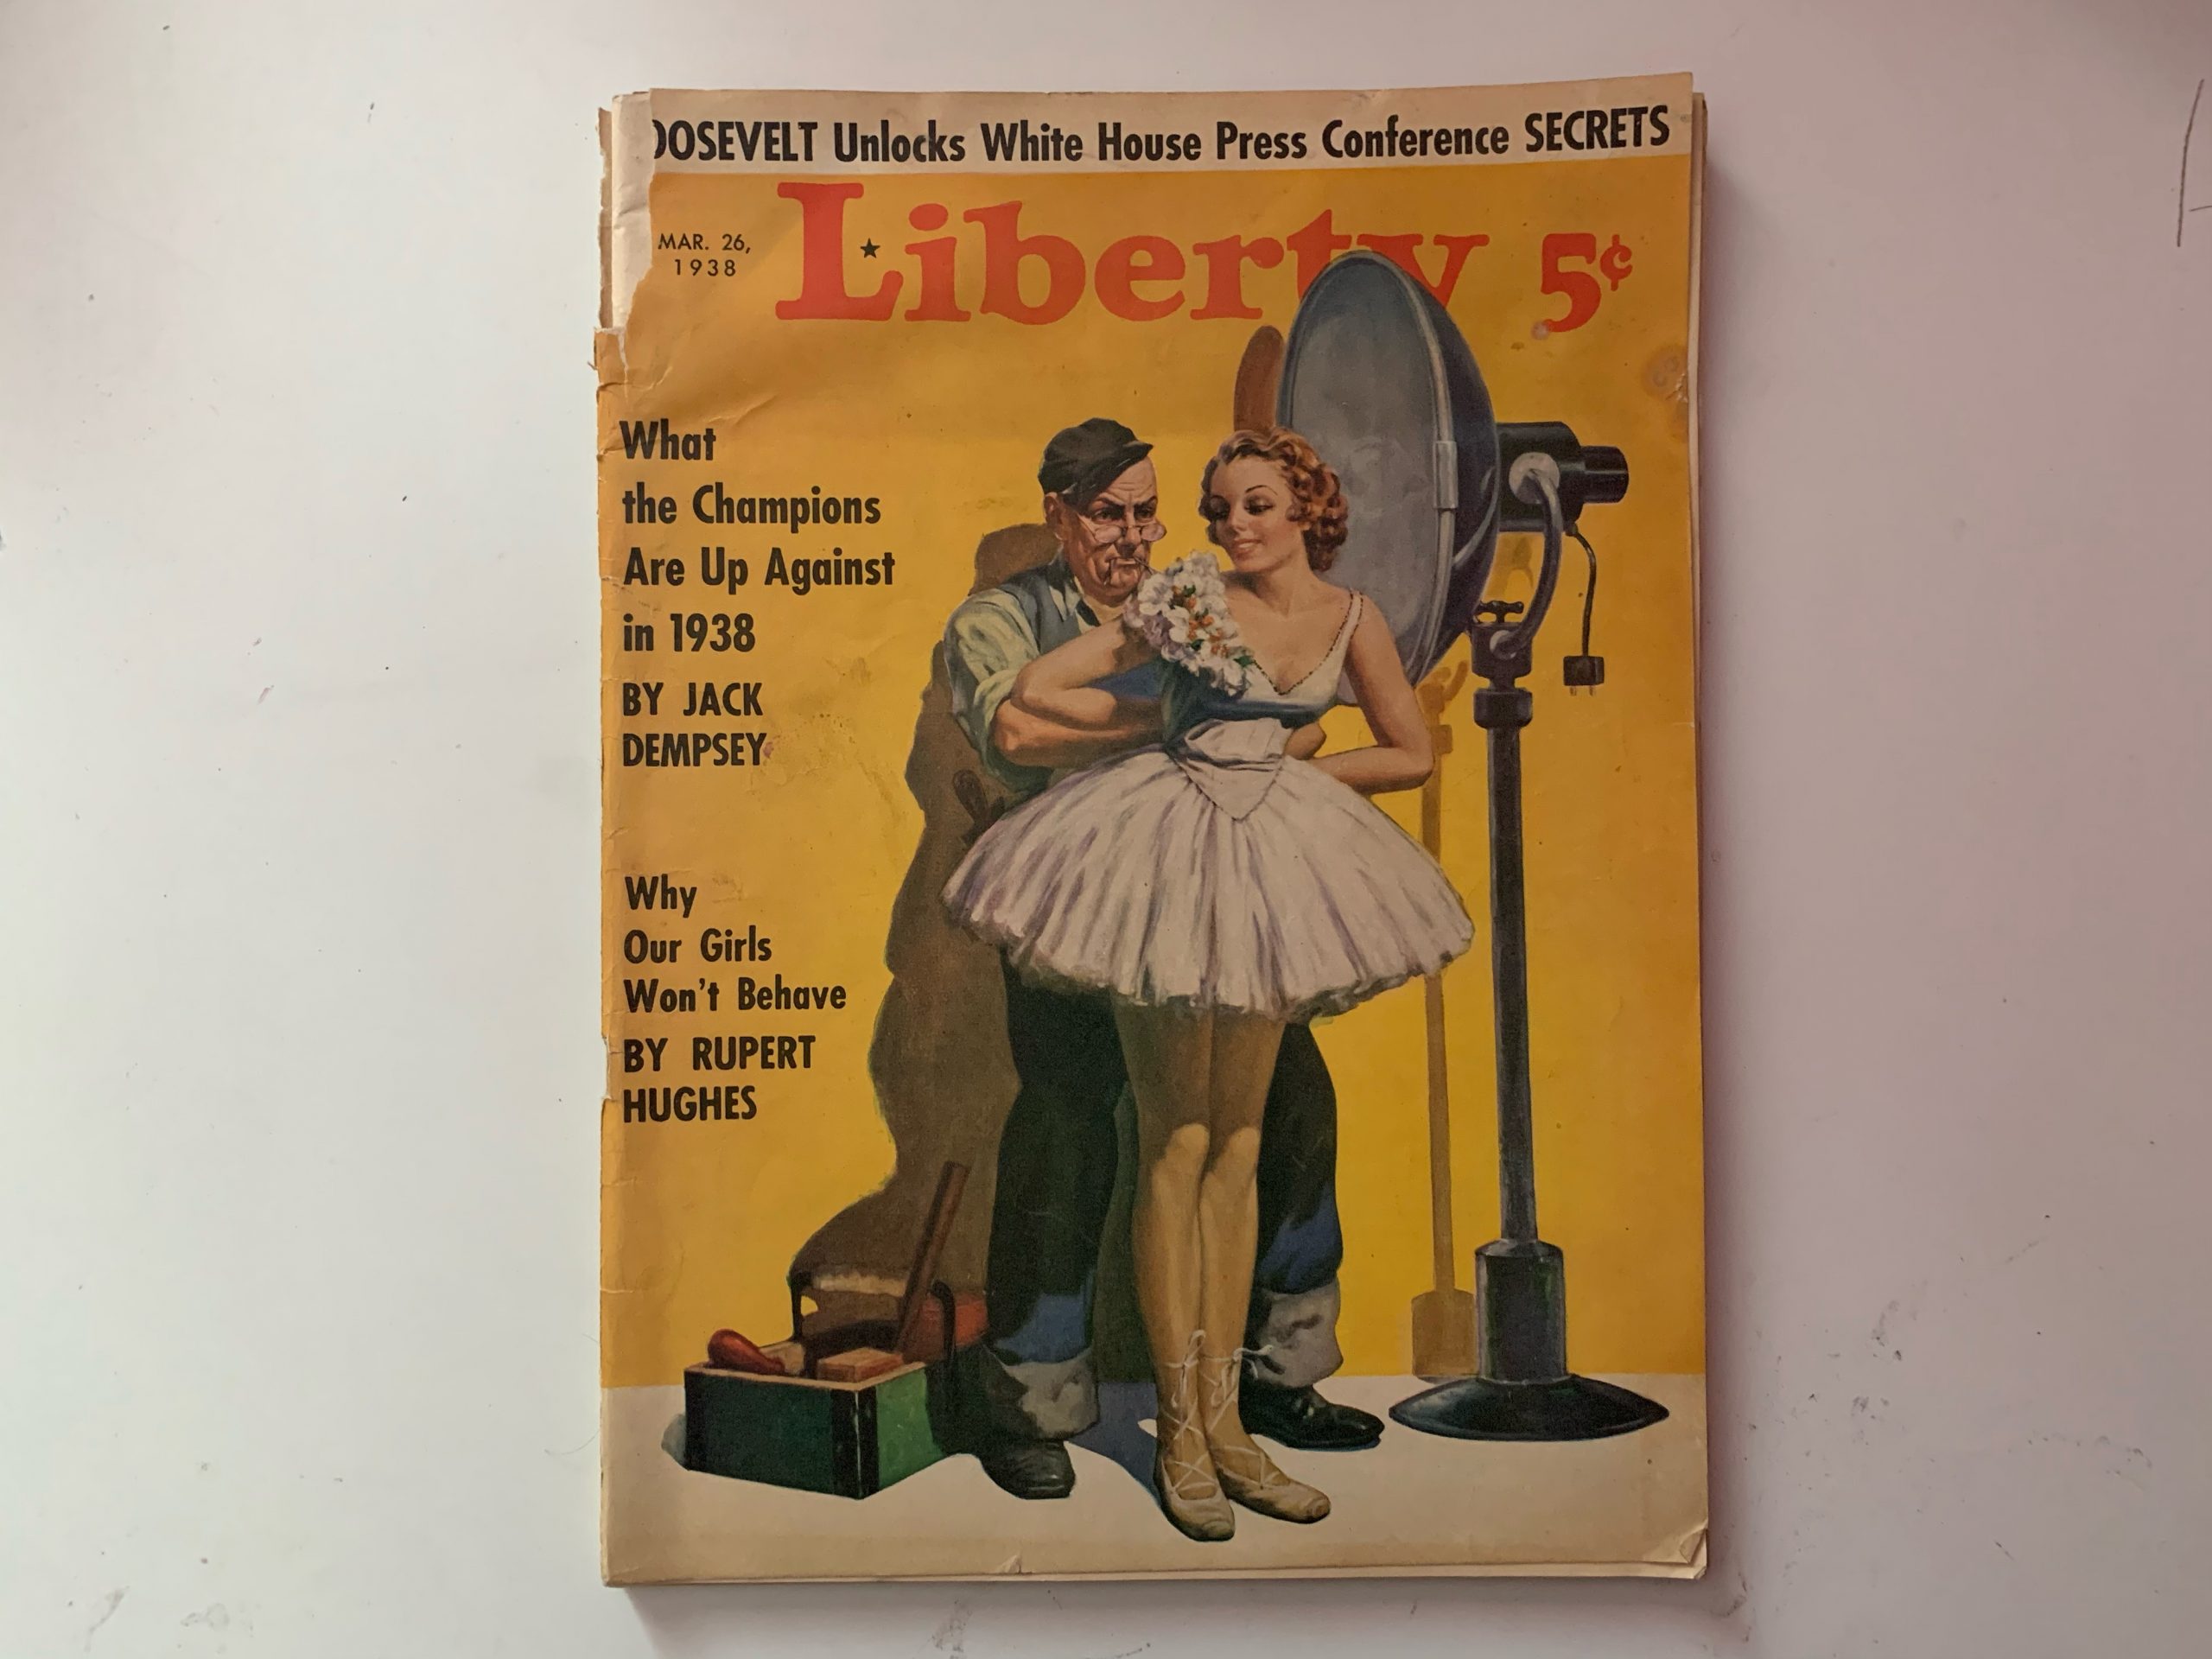 OOSEVELT Unlocks White House Press Conference SECRETS
MAR. 26,
1938
Liberty 5¢
What
the Champions
Are Up Against
in 1938
BY JACK
DEMPSEY
Why
Our Girls
Won't Behave
BY RUPERT
HUGHES